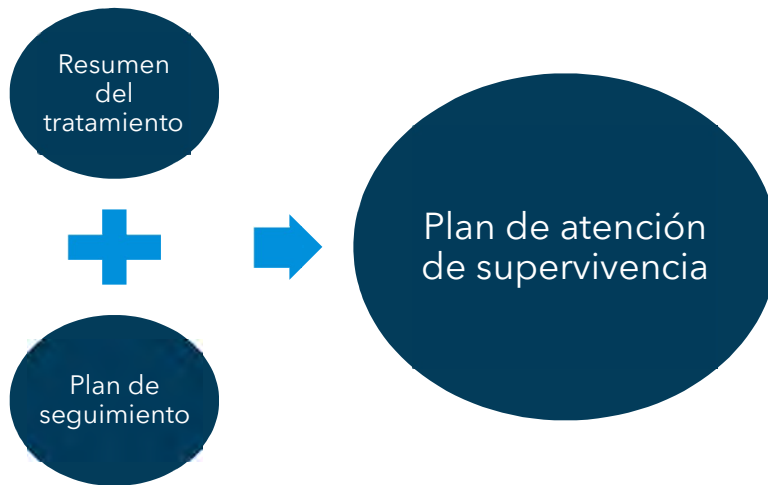 Resumen
del
tratamiento
Plan de
seguimiento
Plan de atención
de supervivencia